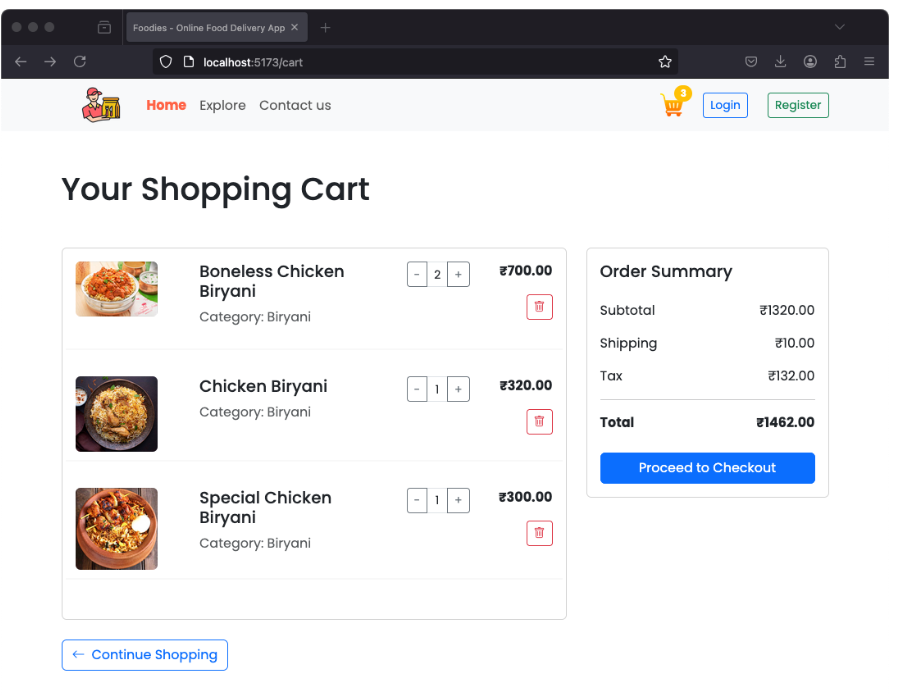 Foodies - Online Food Delivery App
localhost:5173/cart
Home Explore Contact us 3 Login Register
Your Shopping Cart
Boneless Chicken
Biryani
Category: Biryani
- 2 +
₹700.00
Chicken Biryani
Category: Biryani
- 1 +
₹320.00
Special Chicken
Biryani
Category: Biryani
- 1 +
₹300.00
Order Summary
Subtotal ₹1320.00
Shipping ₹10.00
Tax ₹132.00
Total ₹1462.00
Proceed to Checkout
← Continue Shopping